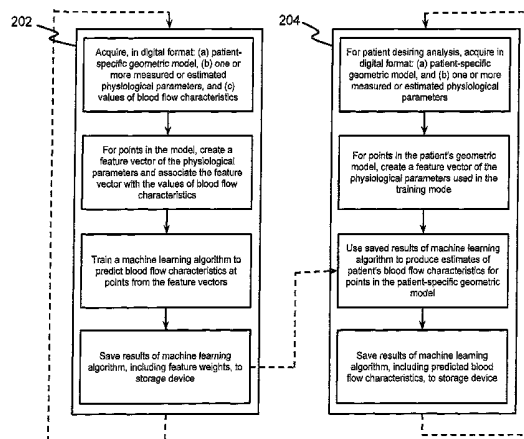 202
Acquire, in digital format: (a) patient-
specific geometric model, (b) one
or more measured or estimated
physiological parameters, and (c)
values of blood flow characteristics
For points in the model, create a
feature vector of the physiological
parameters and associate the feature
vector with the values of blood flow
characteristics
Train a machine learning algorithm to
predict blood flow characteristics at
points from the feature vectors
Save results of machine learning
algorithm, including feature weights, to
storage device
204
For patient desiring analysis, acquire in
digital format: (a) patient-specific
geometric model, and (b) one or more
measured or estimated physiological
parameters
For points in the patient's geometric
model, create a feature vector of the
physiological parameters used in the
training mode
Use saved results of machine learning
algorithm to produce estimates of
patient's blood flow characteristics for
points in the patient-specific geometric
model
Save results of machine learning
algorithm, including predicted blood
flow characteristics, to storage device